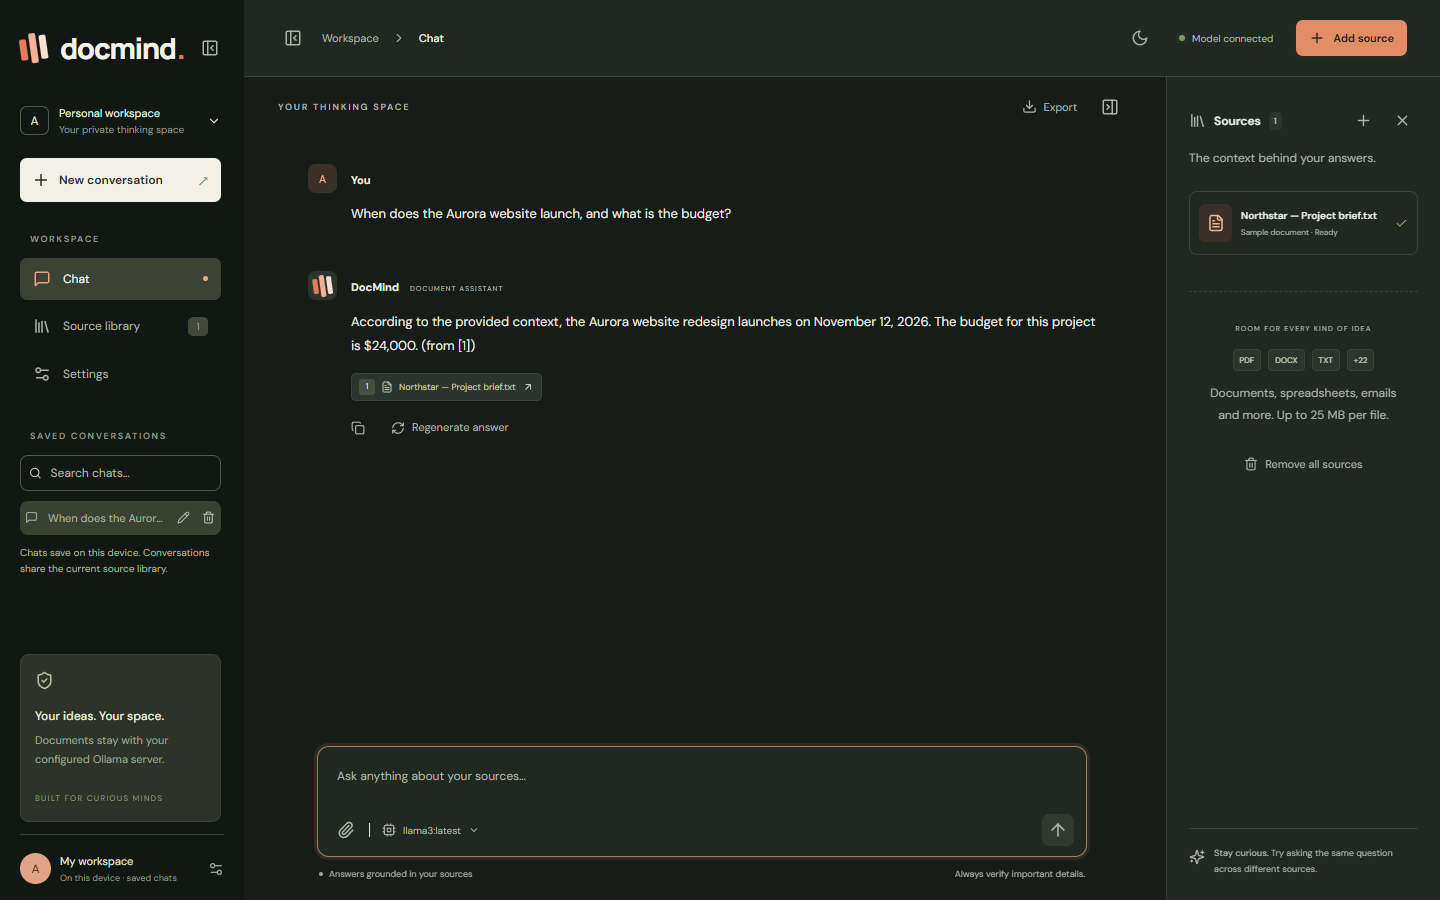 docmind.
A
Personal workspace
Your private thinking space
New conversation
WORKSPACE
Chat
Source library
1
Settings
SAVED CONVERSATIONS
Search chats...
When does the Auror...
Chats save on this device. Conversations
share the current source library.
Your ideas. Your space.
Documents stay with your
configured Ollama server.
BUILT FOR CURIOUS MINDS
A
My workspace
On this device · saved chats
Workspace
Chat
Model connected
Add source
YOUR THINKING SPACE
Export
A
You
When does the Aurora website launch, and what is the budget?
DocMind
DOCUMENT ASSISTANT
According to the provided context, the Aurora website redesign launches on November 12, 2026. The budget for this project
is $24,000. (from [1])
1
Northstar — Project brief.txt
Regenerate answer
Ask anything about your sources...
llama3:latest
Answers grounded in your sources
Always verify important details.
Sources
1
The context behind your answers.
Northstar — Project brief.txt
Sample document · Ready
ROOM FOR EVERY KIND OF IDEA
PDF
DOCX
TXT
+22
Documents, spreadsheets, emails
and more. Up to 25 MB per file.
Remove all sources
Stay curious. Try asking the same question
across different sources.